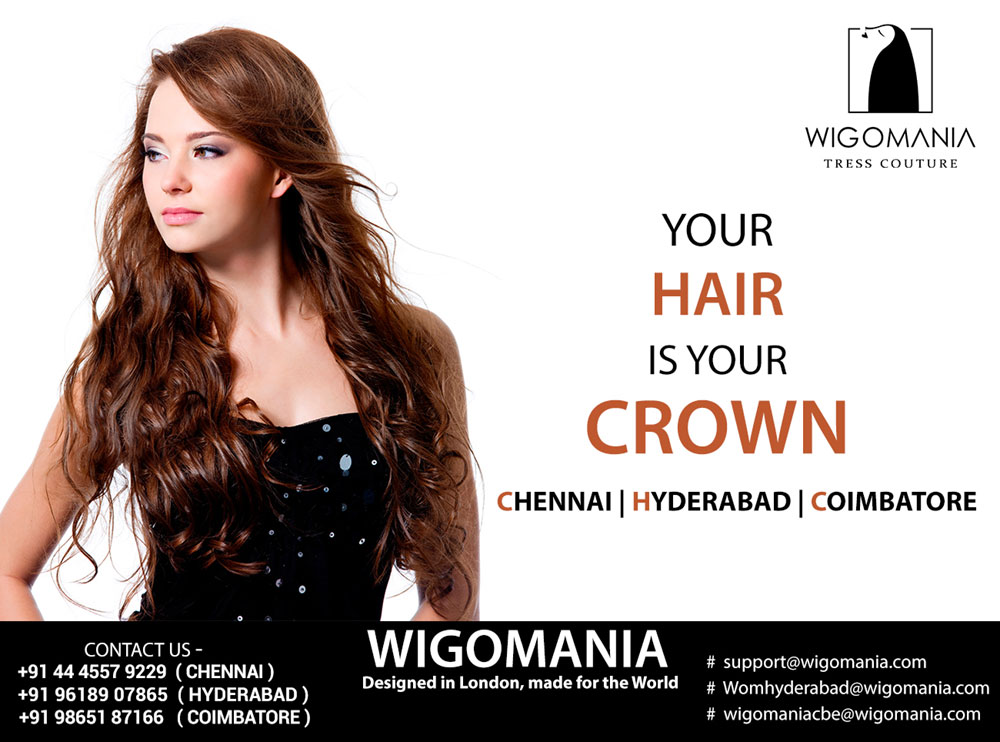 WIGOMANIA
TRESS COUTURE
YOUR
HAIR
IS YOUR
CROWN
CHENNAI | HYDERABAD | COIMBATORE
CONTACT US -
+91 44 4557 9229 ( CHENNAI )
+91 96189 07865 ( HYDERABAD )
+91 98651 87166 ( COIMBATORE )
WIGOMANIA
Designed in London, made for the World
# support@wigomania.com
# Womhyderabad@wigomania.com
# wigomaniacbe@wigomania.com